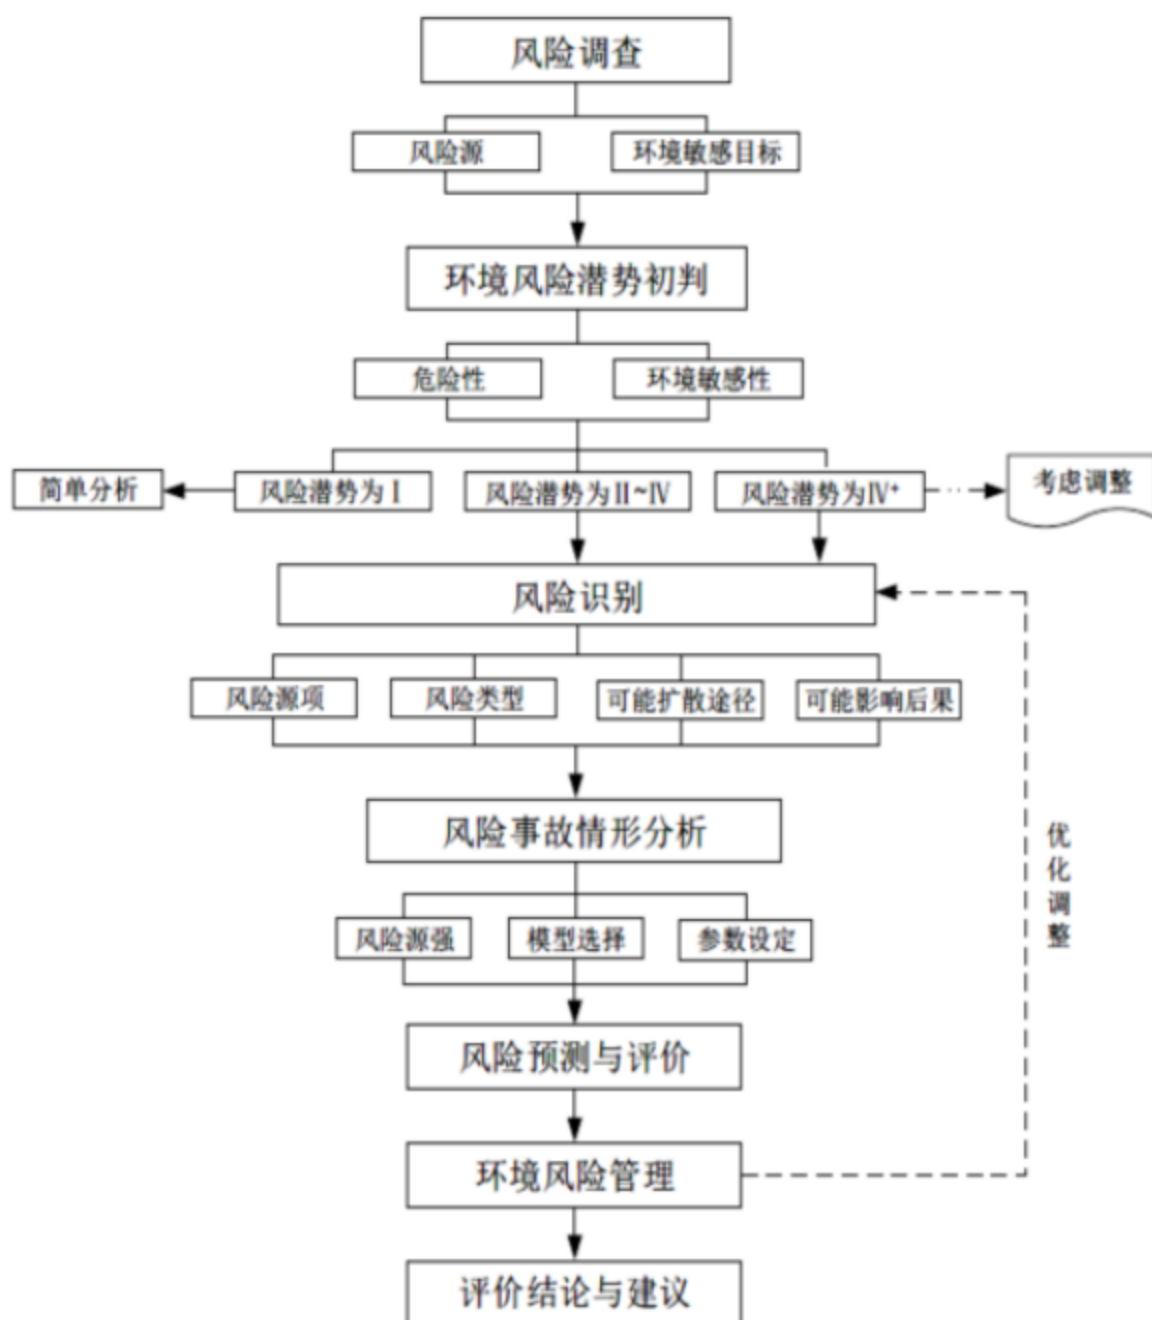 风险调查
风险源
环境敏感目标
环境风险潜势初判
危险性
环境敏感性
简单分析
风险潜势为Ⅰ
风险潜势为Ⅱ~Ⅳ
风险潜势为Ⅳ⁺
考虑调整
风险识别
风险源项
风险类型
可能扩散途径
可能影响后果
风险事故情形分析
优化调整
风险源强
模型选择
参数设定
风险预测与评价
环境风险管理
评价结论与建议